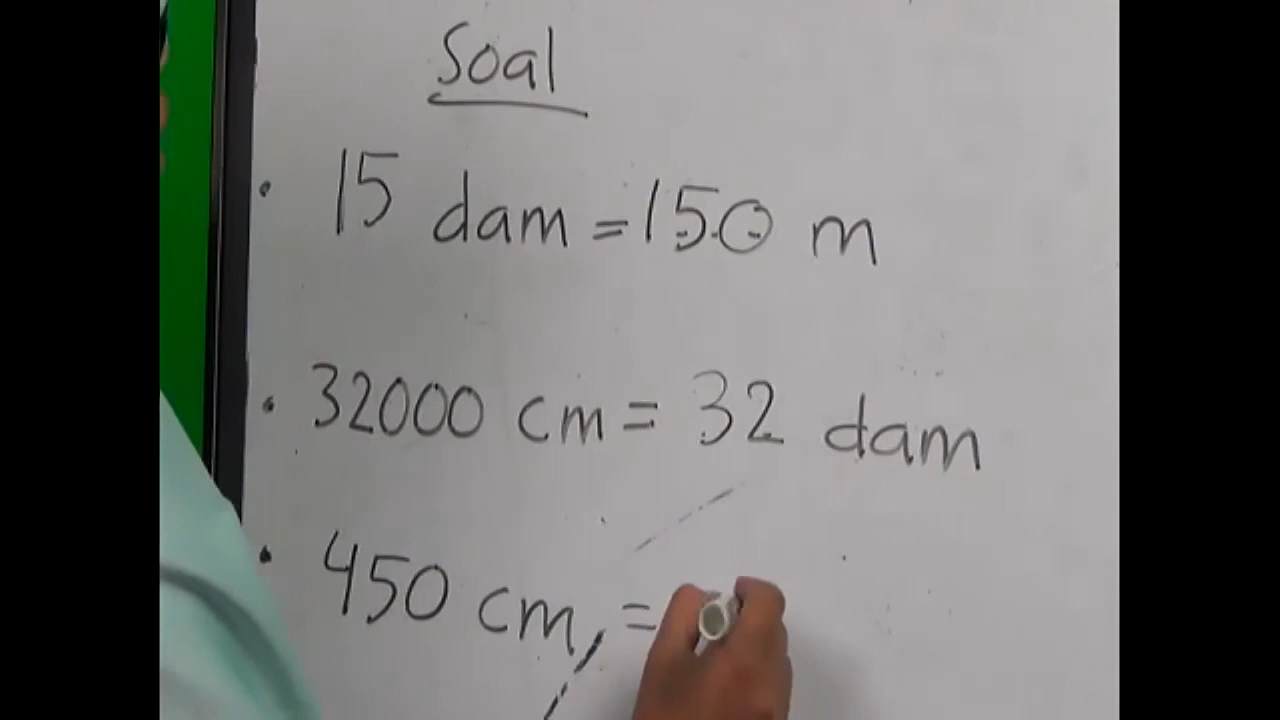 Soal
• 15 dam = 150 m
• 32000 cm = 32 dam
• 450 cm, =